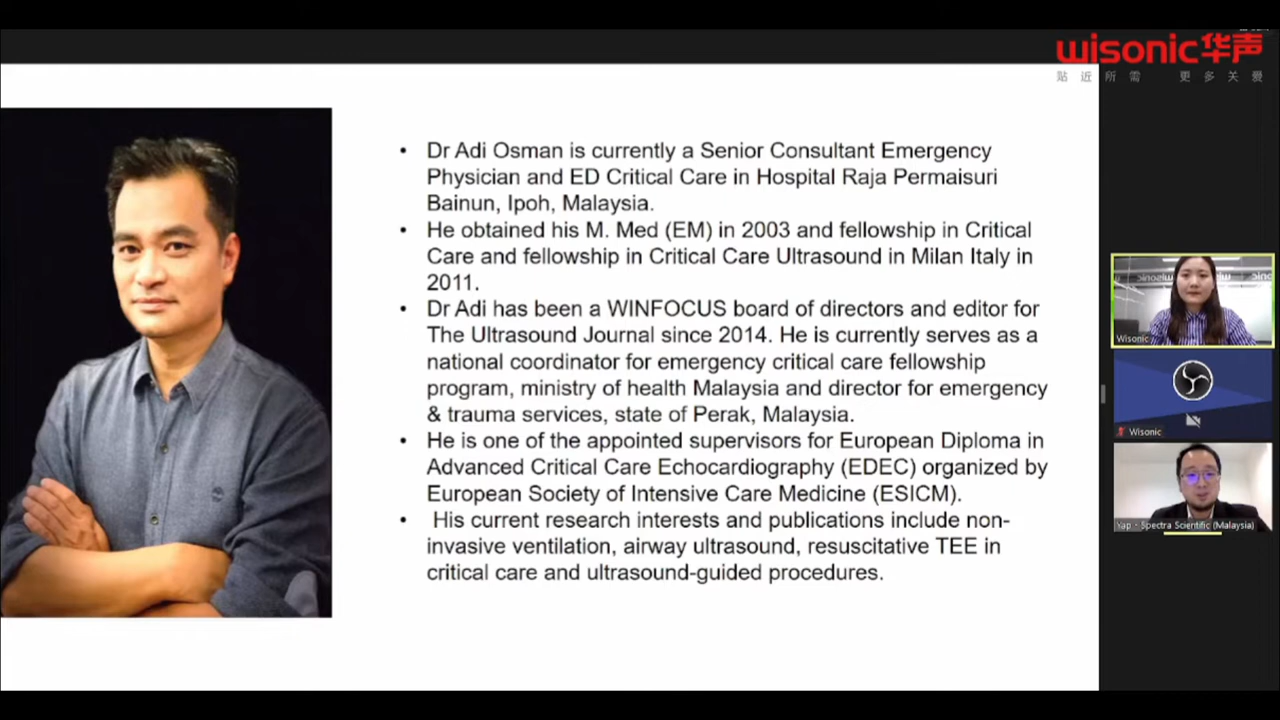 wisonic华声
贴近所需 更多关爱
• Dr Adi Osman is currently a Senior Consultant Emergency
Physician and ED Critical Care in Hospital Raja Permaisuri
Bainun, Ipoh, Malaysia.
• He obtained his M. Med (EM) in 2003 and fellowship in Critical
Care and fellowship in Critical Care Ultrasound in Milan Italy in
2011.
• Dr Adi has been a WINFOCUS board of directors and editor for
The Ultrasound Journal since 2014. He is currently serves as a
national coordinator for emergency critical care fellowship
program, ministry of health Malaysia and director for emergency
& trauma services, state of Perak, Malaysia.
• He is one of the appointed supervisors for European Diploma in
Advanced Critical Care Echocardiography (EDEC) organized by
European Society of Intensive Care Medicine (ESICM).
• His current research interests and publications include non-
invasive ventilation, airway ultrasound, resuscitative TEE in
critical care and ultrasound-guided procedures.
Wisonic
Wisonic
Yap - Spectra Scientific (Malaysia)